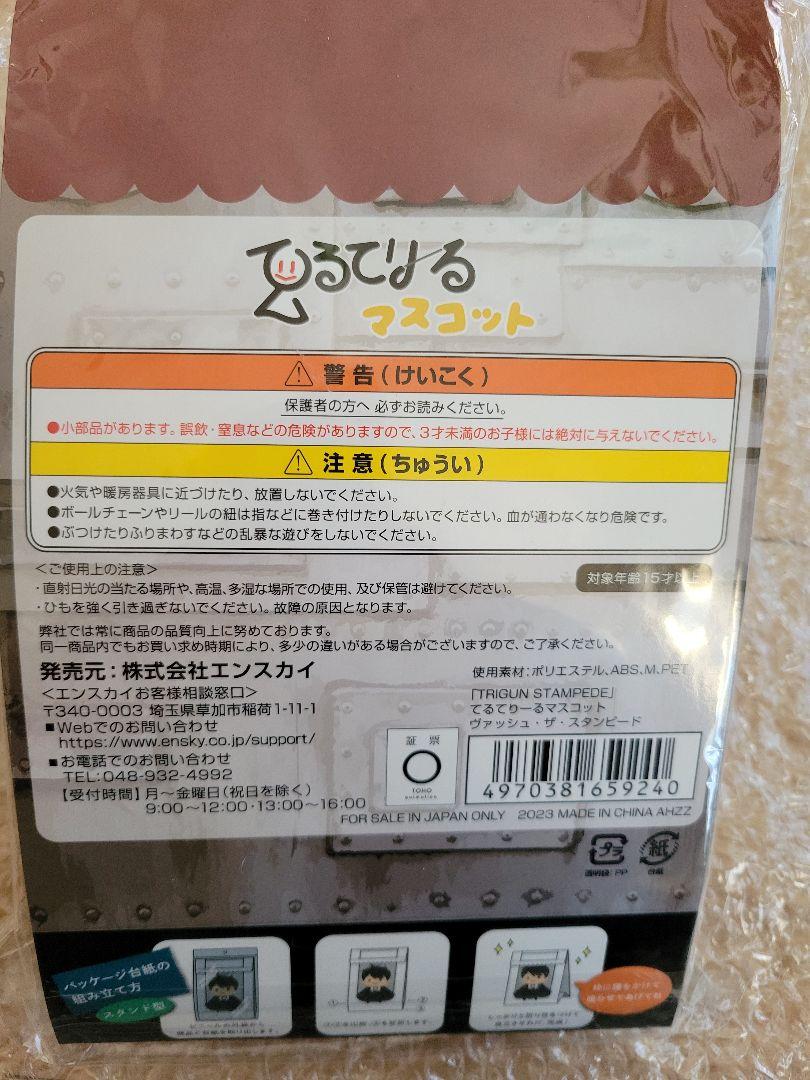 てるてりーる
マスコット
⚠ 警告(けいこく)
保護者の方へ 必ずお読みください。
●小部品があります。誤飲・窒息などの危険がありますので、3才未満のお子様には絶対に与えないでください。
⚠ 注意(ちゅうい)
●火気や暖房器具に近づけたり、放置しないでください。
●ボールチェーンやリールの紐は指などに巻き付けたりしないでください。血が通わなくなり危険です。
●ぶつけたりふりまわすなどの乱暴な遊びをしないでください。
<ご使用上の注意>
・直射日光の当たる場所や、高温、多湿な場所での使用、及び保管は避けてください。
・ひもを強く引き過ぎないでください。故障の原因となります。
対象年齢15才以上
弊社では常に商品の品質向上に努めております。
同一商品内でもお買い求め時期により、多少の違いがある場合がございますので、ご了承ください。
発売元:株式会社エンスカイ
<エンスカイお客様相談窓口>
〒340-0003 埼玉県草加市稲荷1-11-1
■Webでのお問い合わせ
https://www.ensky.co.jp/support/
■お電話でのお問い合わせ
TEL:048-932-4992
【受付時間】月～金曜日(祝日を除く)
9:00～12:00・13:00～16:00
使用素材:ポリエステル、ABS、M、PET
「TRIGUN STAMPEDE」
てるてりーるマスコット
ヴァッシュ・ザ・スタンピード
証票
TOHO
animation
4970381659240
FOR SALE IN JAPAN ONLY 2023 MADE IN CHINA AHZZ
プラ
透明袋:PP
紙
台紙
パッケージ台紙の
組み立て方
スタンド型